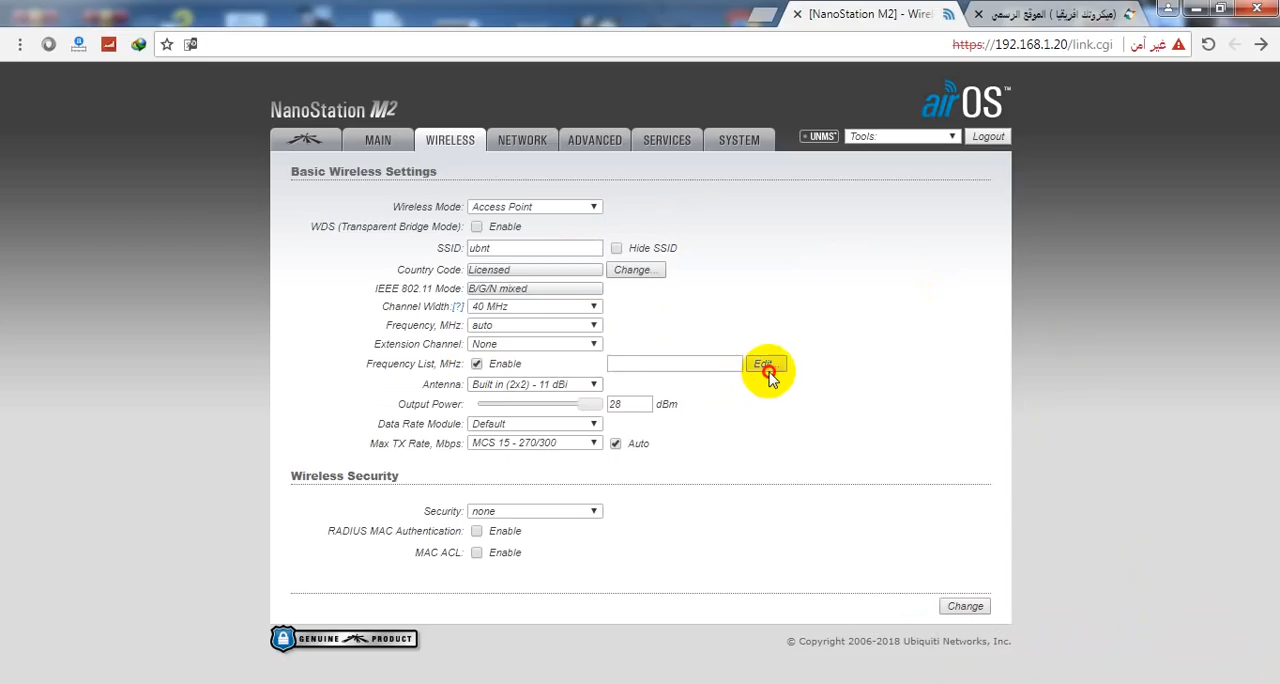 [NanoStation M2] - Wirel
(ميكروتك أفريقيا ) الموقع الرسمي
https://192.168.1.20/link.cgi
غير آمن
NanoStation M2
airOS™
MAIN
WIRELESS
NETWORK
ADVANCED
SERVICES
SYSTEM
UNMS™
Tools:
Logout
Basic Wireless Settings
Wireless Mode: Access Point
WDS (Transparent Bridge Mode): Enable
SSID: ubnt Hide SSID
Country Code: Licensed Change...
IEEE 802.11 Mode: B/G/N mixed
Channel Width:[?] 40 MHz
Frequency, MHz: auto
Extension Channel: None
Frequency List, MHz: Enable Edit...
Antenna: Built in (2x2) - 11 dBi
Output Power: 28 dBm
Data Rate Module: Default
Max TX Rate, Mbps: MCS 15 - 270/300 Auto
Wireless Security
Security: none
RADIUS MAC Authentication: Enable
MAC ACL: Enable
Change
GENUINE PRODUCT
© Copyright 2006-2018 Ubiquiti Networks, Inc.